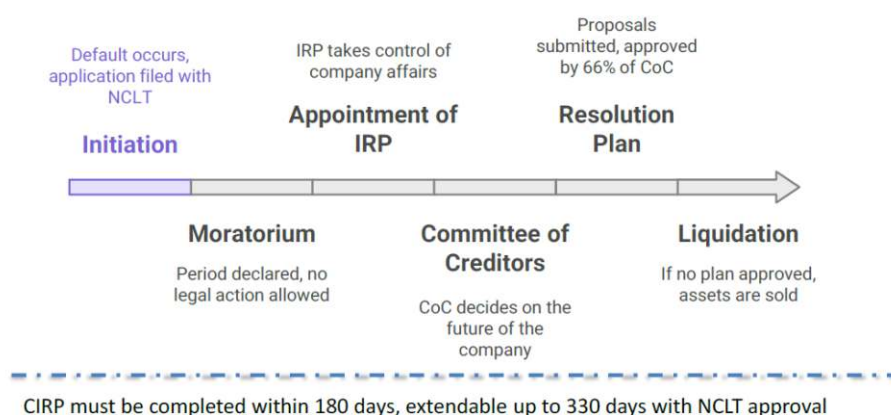 Default occurs,
application filed with
NCLT
Initiation
Moratorium
Period declared, no
legal action allowed
IRP takes control of
company affairs
Appointment of
IRP
Committee of
Creditors
CoC decides on the
future of the
company
Proposals
submitted, approved
by 66% of CoC
Resolution
Plan
Liquidation
If no plan approved,
assets are sold
CIRP must be completed within 180 days, extendable up to 330 days with NCLT approval